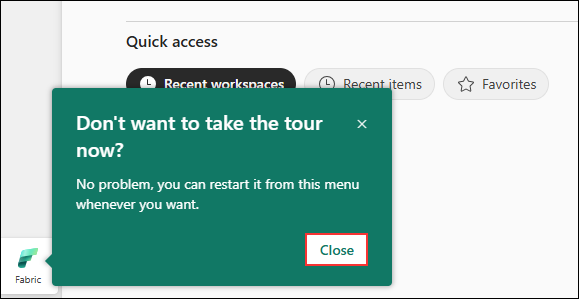 Quick access
Recent workspaces
Recent items
Favorites
Don't want to take the tour
now?
No problem, you can restart it from this menu
whenever you want.
Close
Fabric